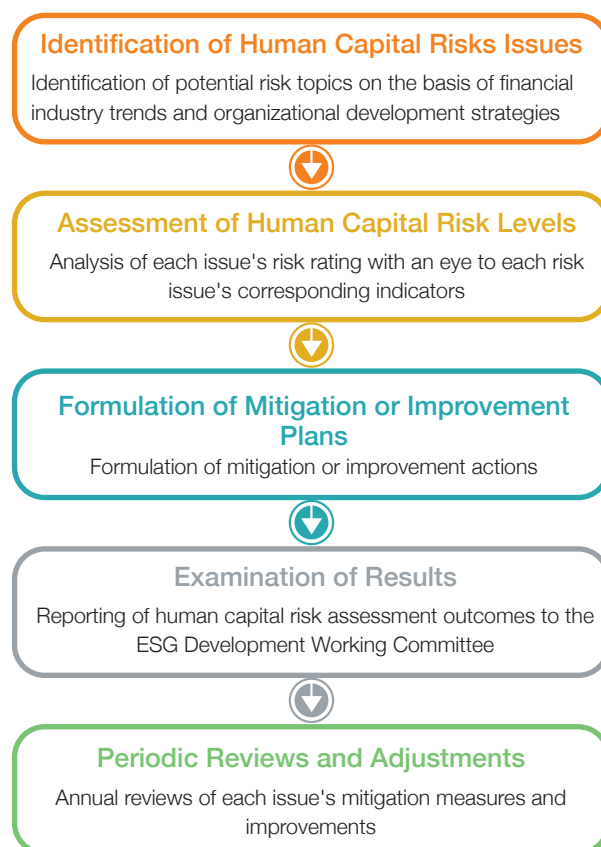 Identification of Human Capital Risks Issues
Identification of potential risk topics on the basis of financial
industry trends and organizational development strategies
Assessment of Human Capital Risk Levels
Analysis of each issue's risk rating with an eye to each risk
issue's corresponding indicators
Formulation of Mitigation or Improvement
Plans
Formulation of mitigation or improvement actions
Examination of Results
Reporting of human capital risk assessment outcomes to the
ESG Development Working Committee
Periodic Reviews and Adjustments
Annual reviews of each issue's mitigation measures and
improvements